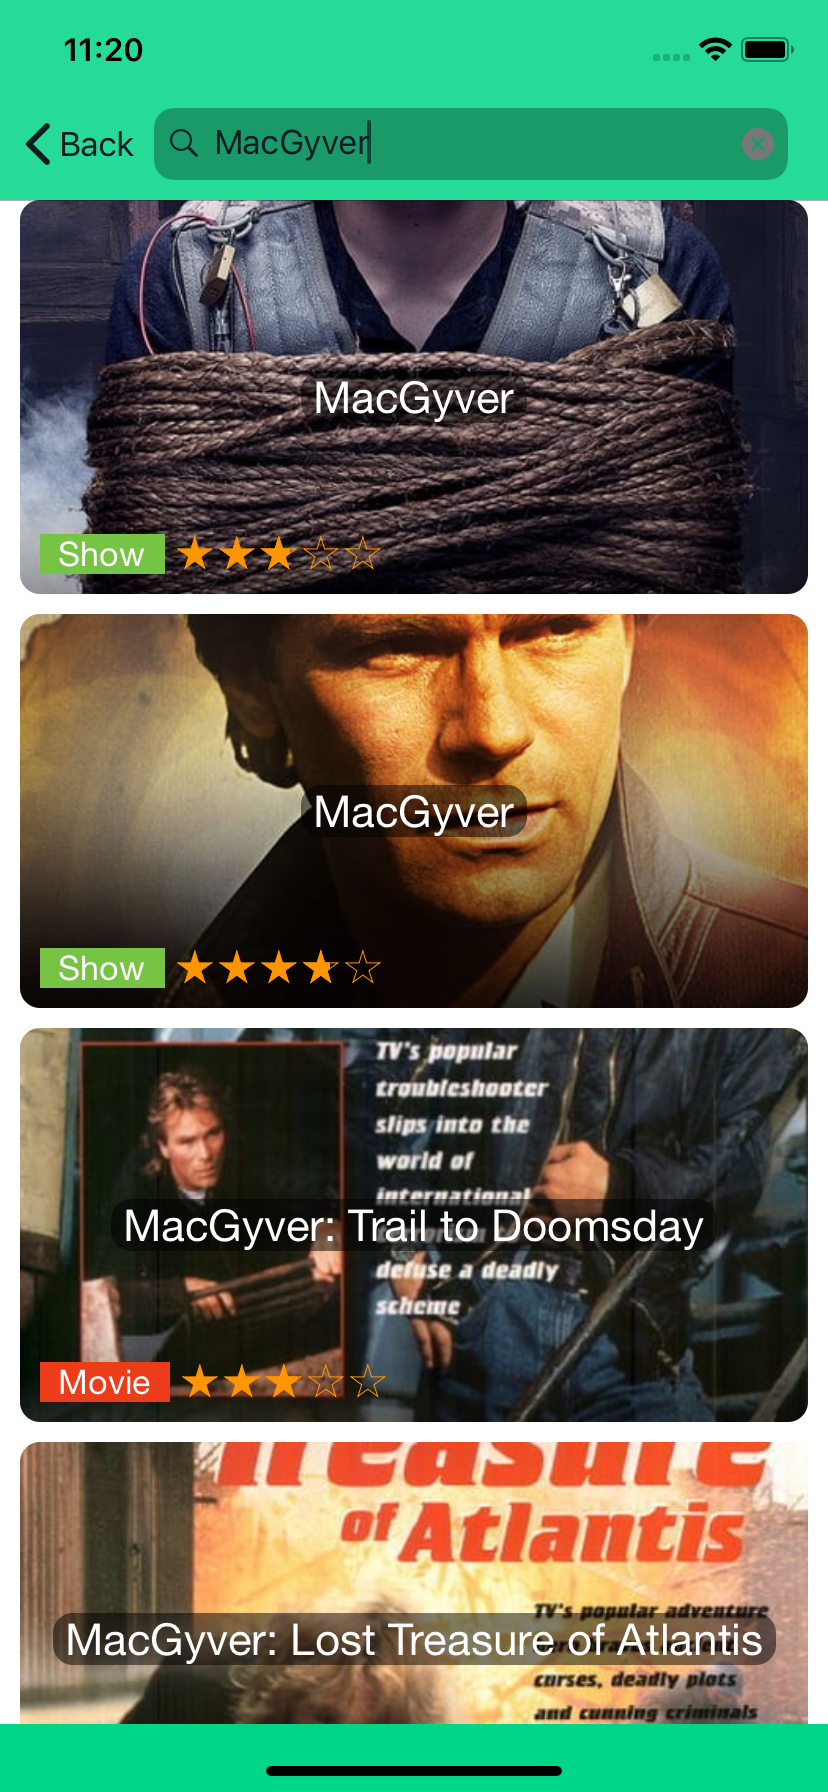 11:20
Back
MacGyver
MacGyver
Show
MacGyver
Show
TV's popular
troubleshooter
slips into the
world of
international
MacGyver: Trail to Doomsday
defuse a deadly
scheme
Movie
Treasure
of Atlantis
TV's popular adventure
MacGyver: Lost Treasure of Atlantis
curses, deadly plots
and cunning criminals